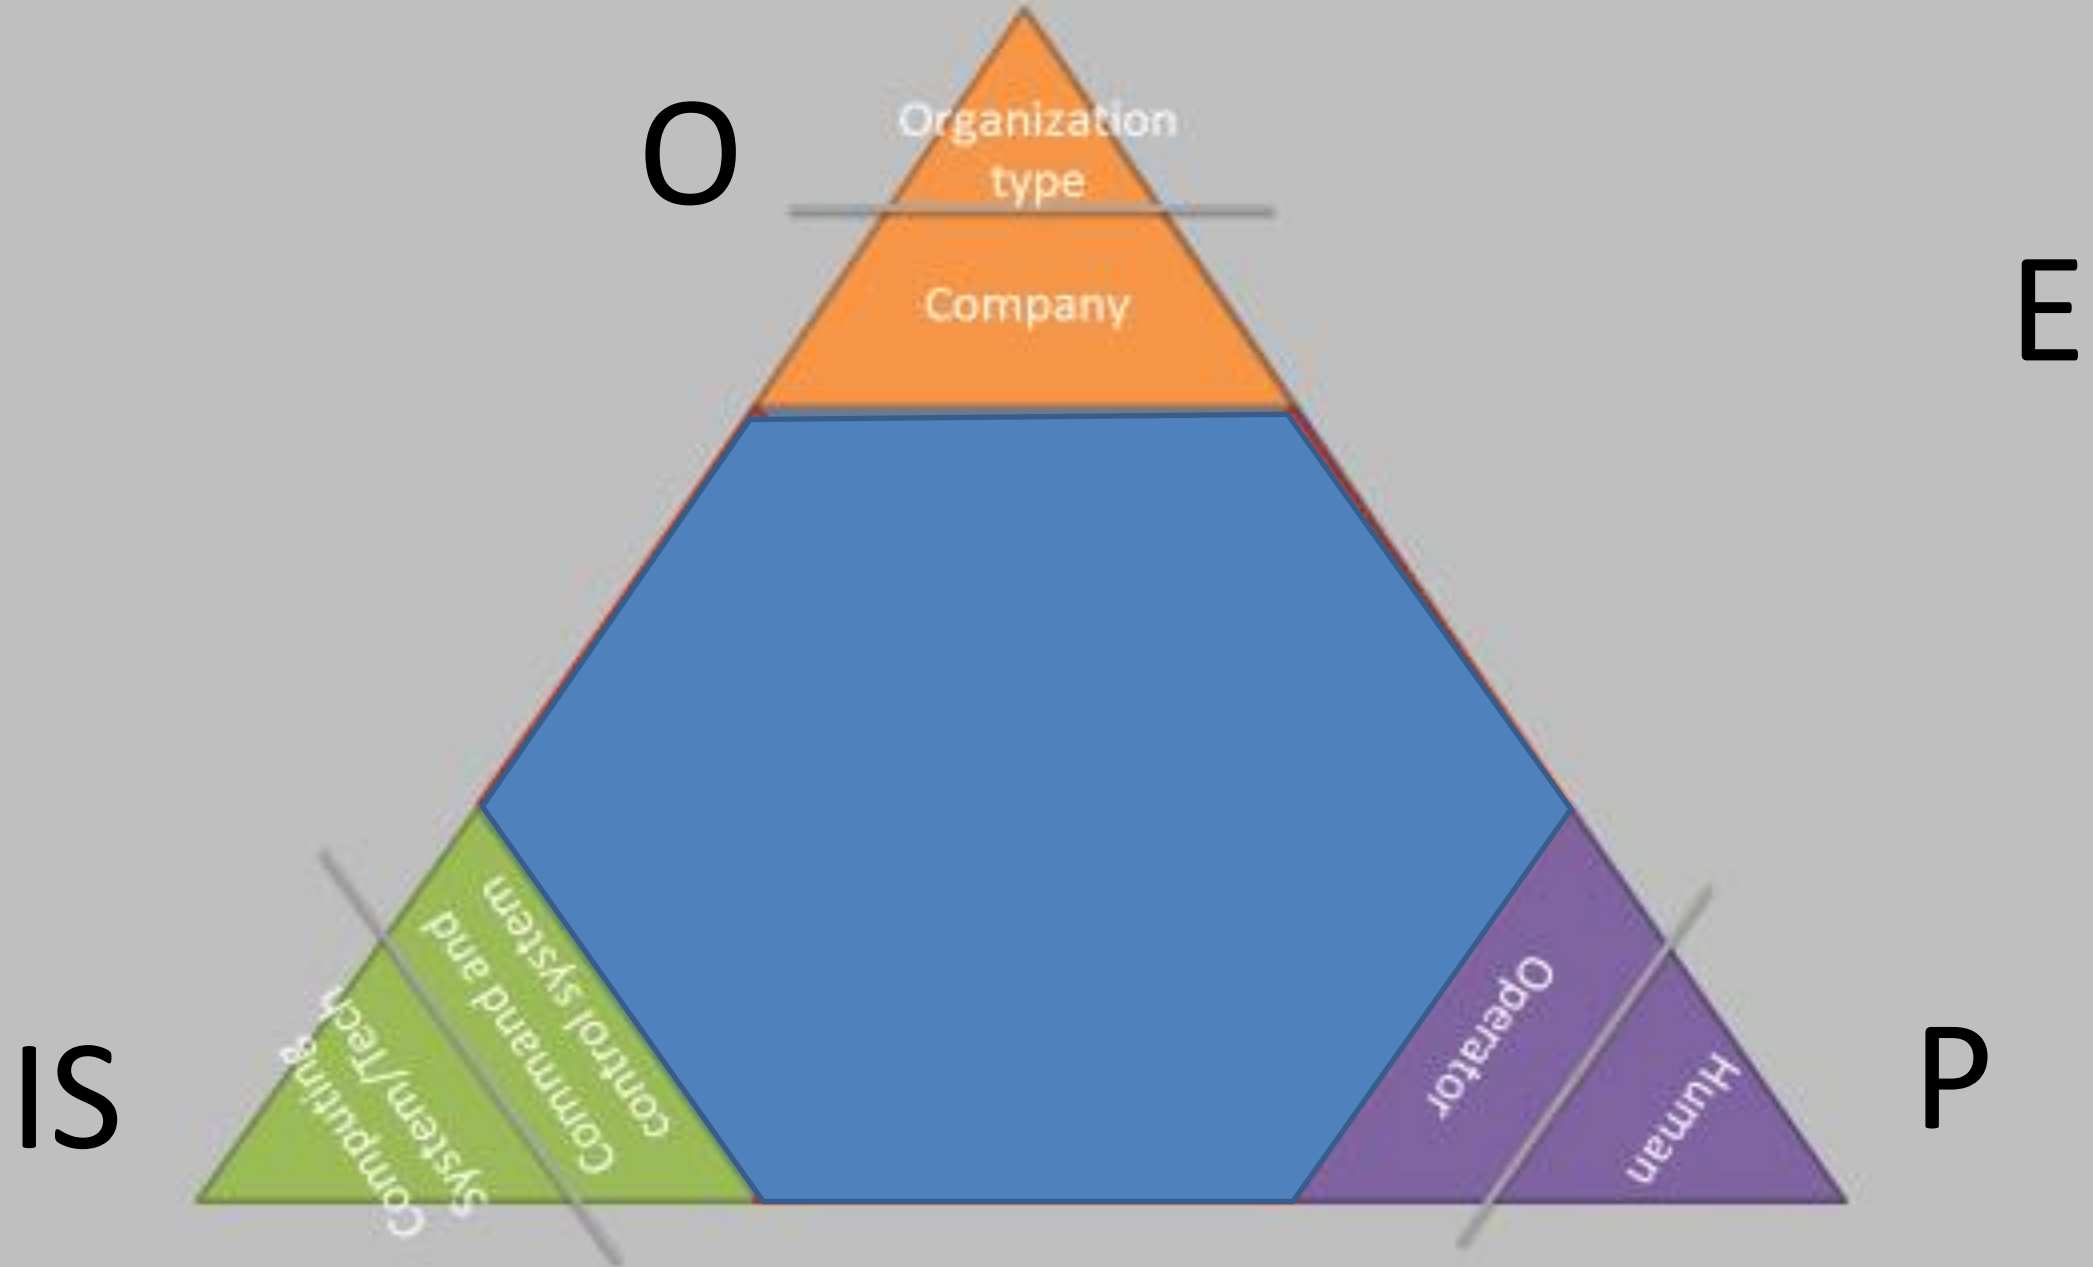 O
Organization
type
Company
E
control system
Command and
System/Tech
Computing
IS
Operator
Human
P